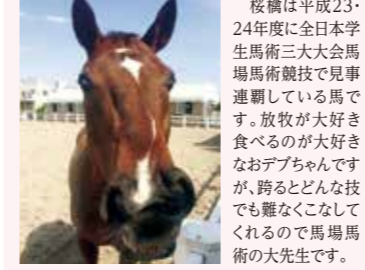 桜橘は平成23・
24年度に全日本学
生馬術三大大会馬
場馬術競技で見事
連覇している馬で
す。放牧が大好き
食べるのが大好き
なおデブちゃんです
が、跨るとどんな技
でも難なくこなして
くれるので馬場馬
術の大先生です。